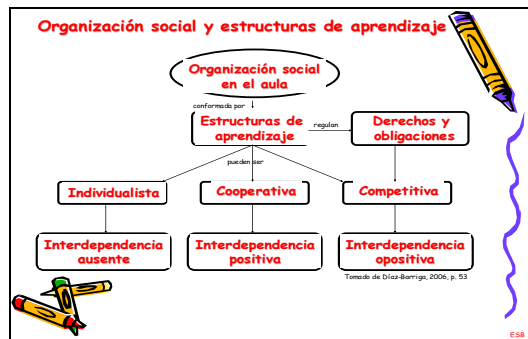 Organización social y estructuras de aprendizaje
Organización social
en el aula
conformada por
Estructuras de
aprendizaje
regulan
Derechos y
obligaciones
pueden ser
Individualista
Cooperativa
Competitiva
Interdependencia
ausente
Interdependencia
positiva
Interdependencia
opositiva
Tomado de Díaz-Barriga, 2006, p. 53
ESB